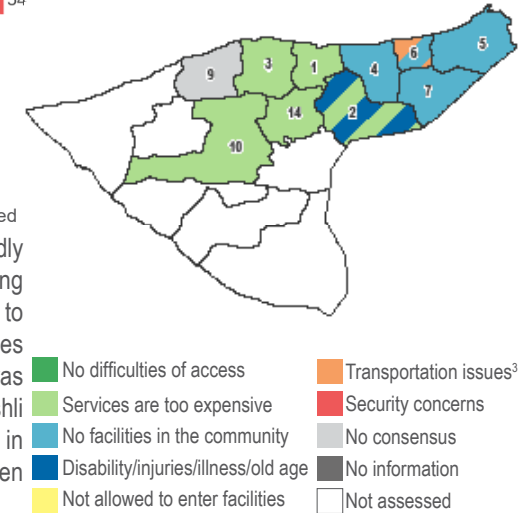 34
5
6
3
1
4
9
7
2
14
10
ed
dly
ng
to
es
as
hli
in
en
No difficulties of access
Services are too expensive
No facilities in the community
Disability/injuries/illness/old age
Not allowed to enter facilities
Transportation issues³
Security concerns
No consensus
No information
Not assessed